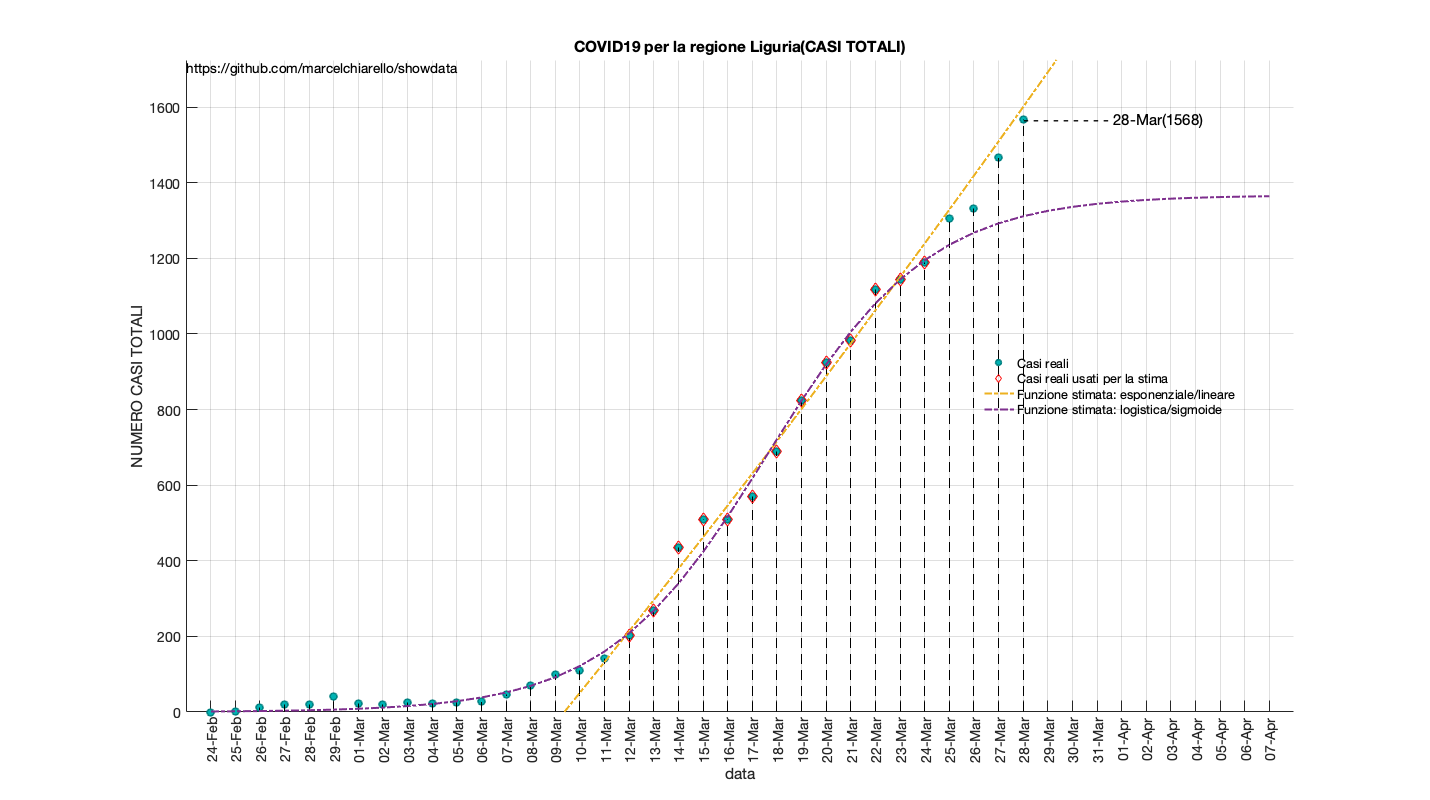 COVID19 per la regione Liguria(CASI TOTALI)
https://github.com/marcelchiarello/showdata
NUMERO CASI TOTALI
1600
1400
1200
1000
800
600
400
200
0
28-Mar(1568)
Casi reali
Casi reali usati per la stima
Funzione stimata: esponenziale/lineare
Funzione stimata: logistica/sigmoide
24-Feb
25-Feb
26-Feb
27-Feb
28-Feb
29-Feb
01-Mar
02-Mar
03-Mar
04-Mar
05-Mar
06-Mar
07-Mar
08-Mar
09-Mar
10-Mar
11-Mar
12-Mar
13-Mar
14-Mar
15-Mar
16-Mar
17-Mar
18-Mar
19-Mar
20-Mar
21-Mar
22-Mar
23-Mar
24-Mar
25-Mar
26-Mar
27-Mar
28-Mar
29-Mar
30-Mar
31-Mar
01-Apr
02-Apr
03-Apr
04-Apr
05-Apr
06-Apr
07-Apr
data